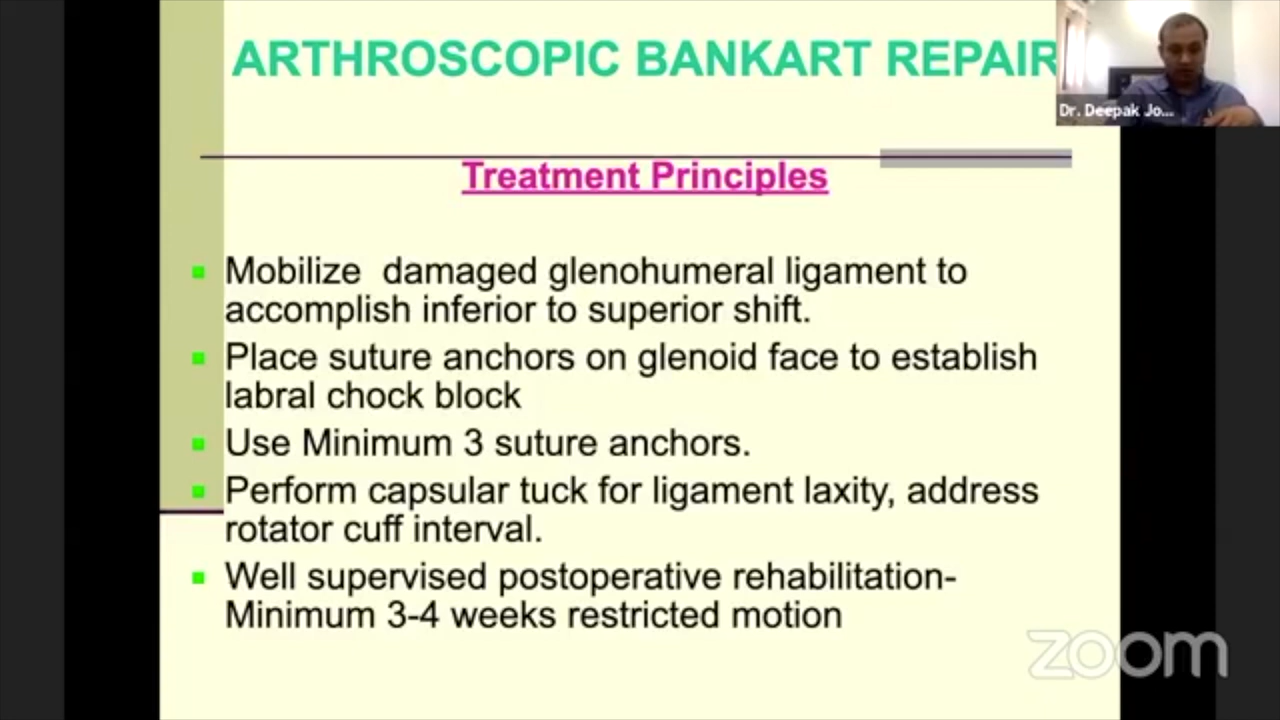 ARTHROSCOPIC BANKART REPAIR
Dr. Deepak Jo...
Treatment Principles
Mobilize damaged glenohumeral ligament to
accomplish inferior to superior shift.
Place suture anchors on glenoid face to establish
labral chock block
Use Minimum 3 suture anchors.
Perform capsular tuck for ligament laxity, address
rotator cuff interval.
Well supervised postoperative rehabilitation-
Minimum 3-4 weeks restricted motion
zoom